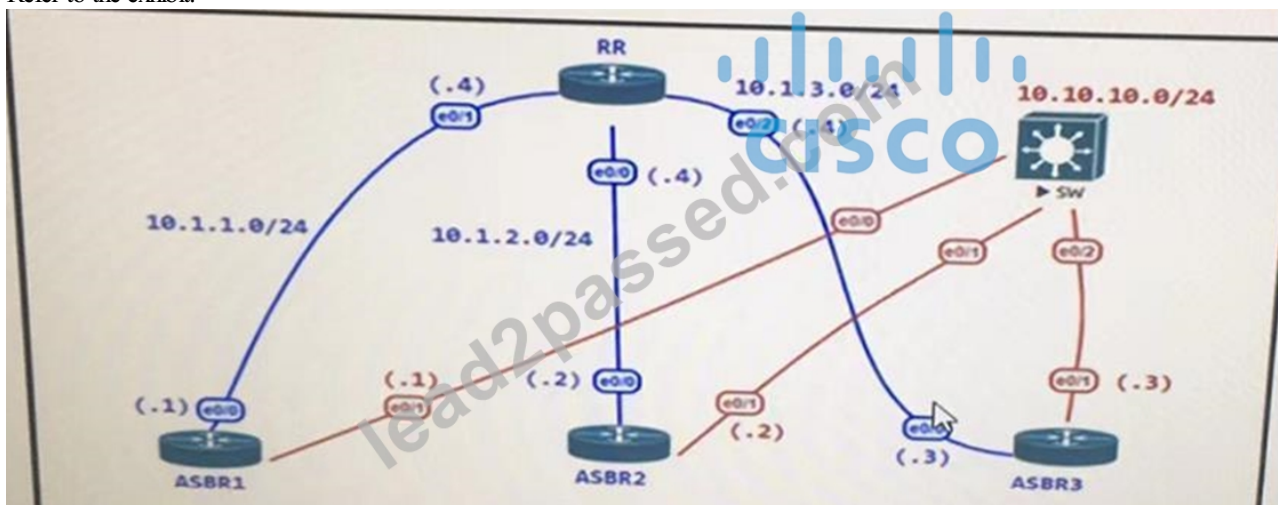 Refer to the exhibit.
RR
(.4)
e0/1
10.1.3.0/24
e0/2
(.4)
10.10.10.0/24
CISCO
SW
e0/0
(.4)
10.1.1.0/24
10.1.2.0/24
e0/0
e0/1
e0/2
lead2passed.com
(.1)
e0/0
(.1)
e0/1
(.2)
e0/0
e0/1
(.2)
e0/1
(.3)
(.3)
ASBR1
ASBR2
ASBR3